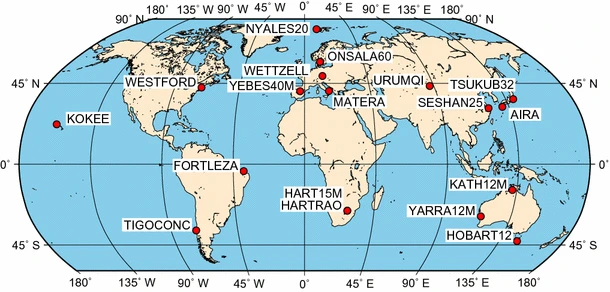 180° 135° W 90° W 45° W 0° 45° E 90° E 135° E 180°
90° N 90° N
NYALES20
ONSALA60
WETTZELL
45° N WESTFORD YEBES40M URUMQI TSUKUB32 45° N
MATERA SESHAN25
KOKEE AIRA
0° FORTLEZA 0°
HART15M KATH12M
HARTRAO YARRA12M
TIGOCONC HOBART12
45° S 45° S
180° 135° W 90° W 45° W 0° 45° E 90° E 135° E 180°